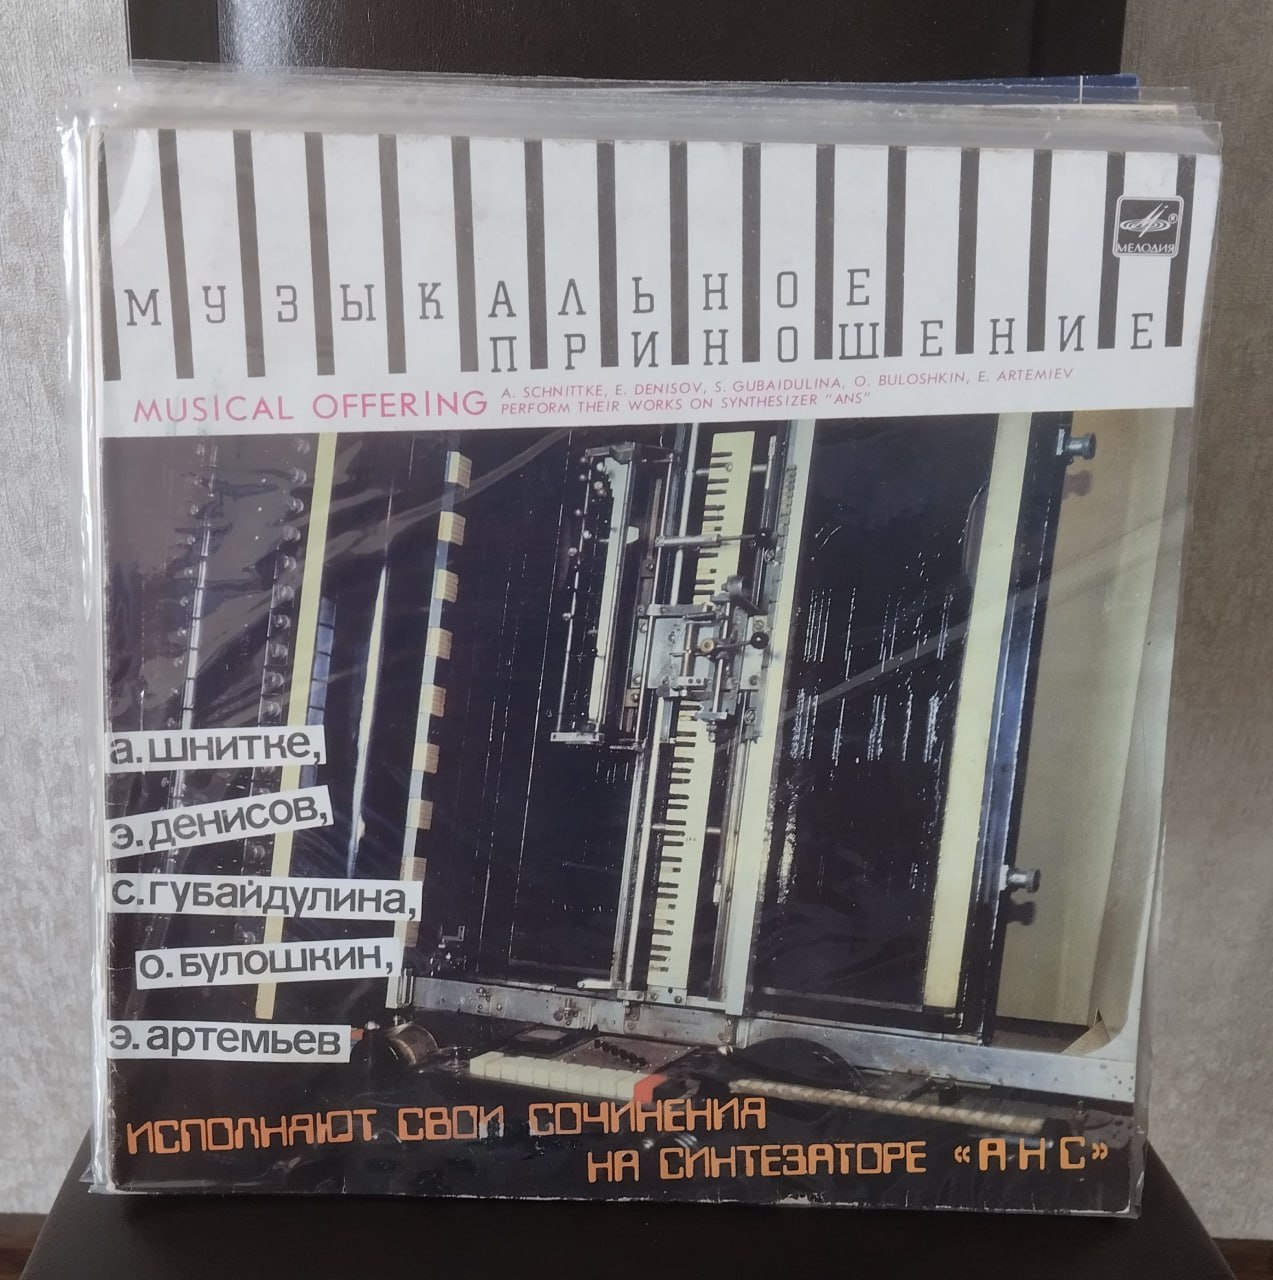 МУЗЫКАЛЬНОЕ
ПРИНОШЕНИЕ
МЕЛОДИЯ
MUSICAL OFFERING
A. SCHNITTKE, E. DENISOV, S. GUBAIDULINA, O. BULOSHKIN, E. ARTEMIEV
PERFORM THEIR WORKS ON SYNTHESIZER "ANS"
а.шнитке,
э.денисов,
с.губайдулина,
о.булошкин,
э.артемьев
ИСПОЛНЯЮТ СВОИ СОЧИНЕНИЯ
НА СИНТЕЗАТОРЕ «АНС»